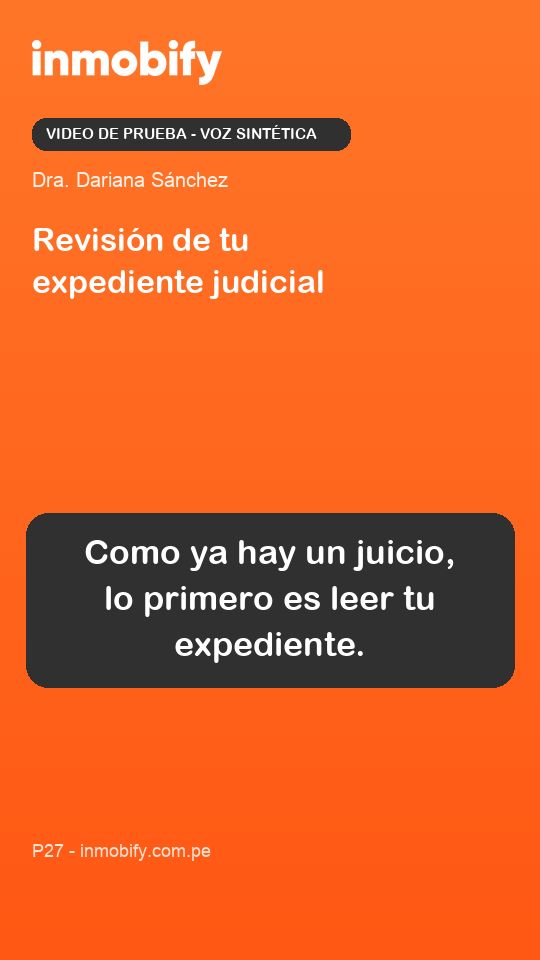 inmobify
VIDEO DE PRUEBA - VOZ SINTÉTICA
Dra. Dariana Sánchez
Revisión de tu
expediente judicial
Como ya hay un juicio,
lo primero es leer tu
expediente.
P27 - inmobify.com.pe